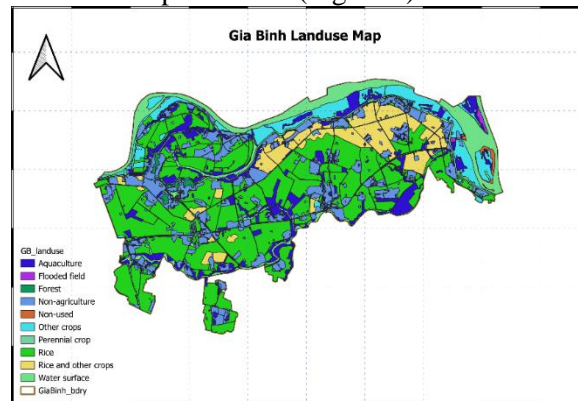 Gia Binh Landuse Map
GB_landuse
Aquaculture
Flooded field
Forest
Non-agriculture
Non-used
Other crops
Perennial crop
Rice
Rice and other crops
Water surface
GiaBinh_bdry